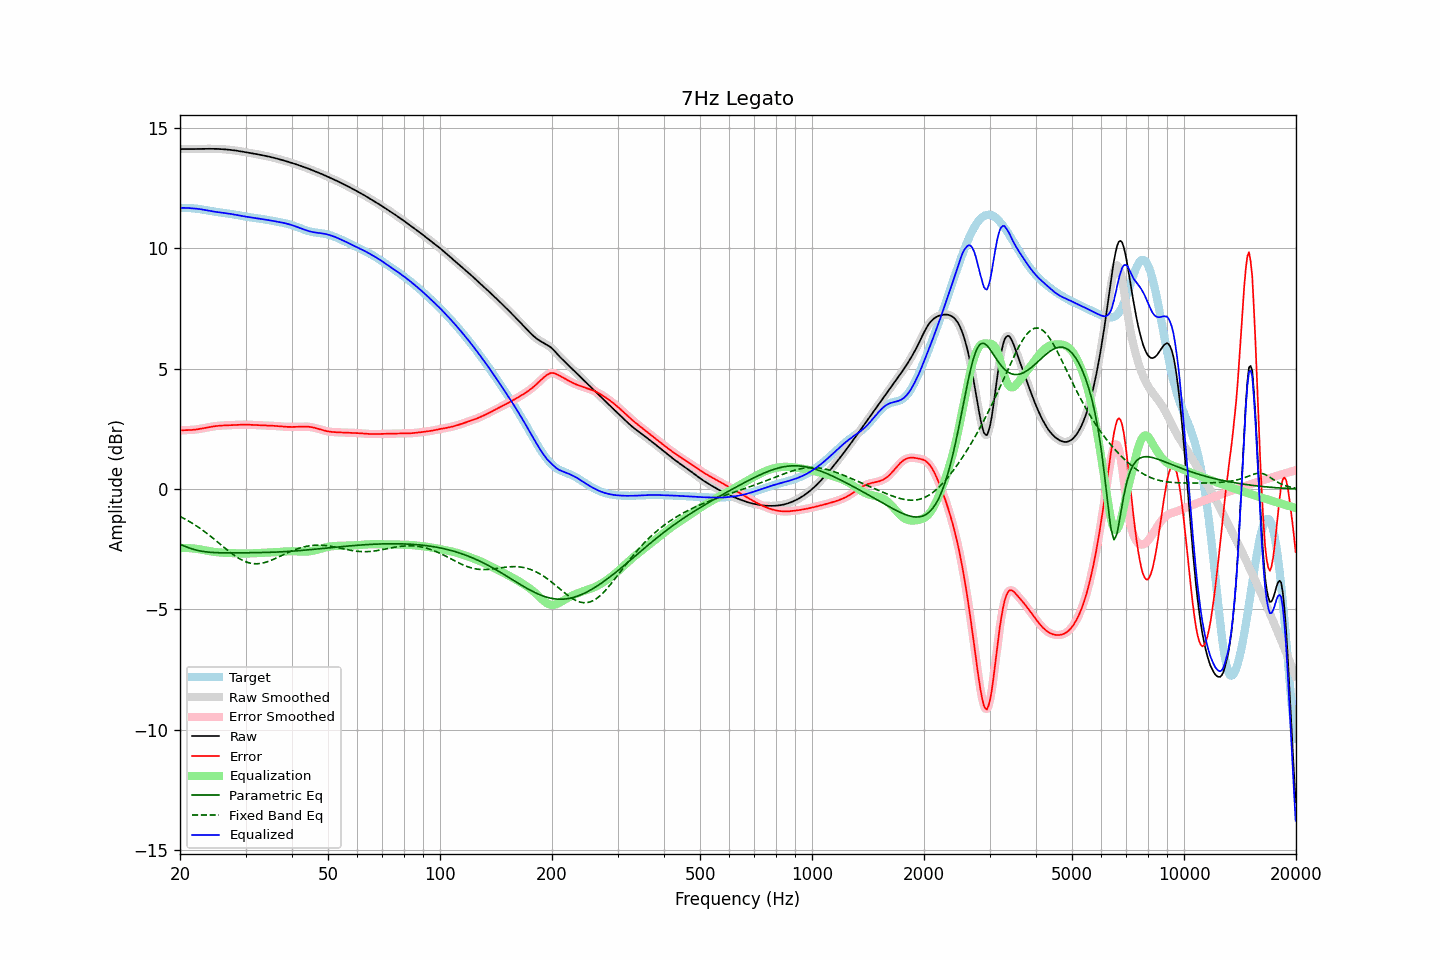 7Hz Legato
Amplitude (dBr)
15
10
5
0
−5
−10
−15
Target
Raw Smoothed
Error Smoothed
Raw
Error
Equalization
Parametric Eq
Fixed Band Eq
Equalized
20
50
100
200
500
1000
2000
5000
10000
20000
Frequency (Hz)